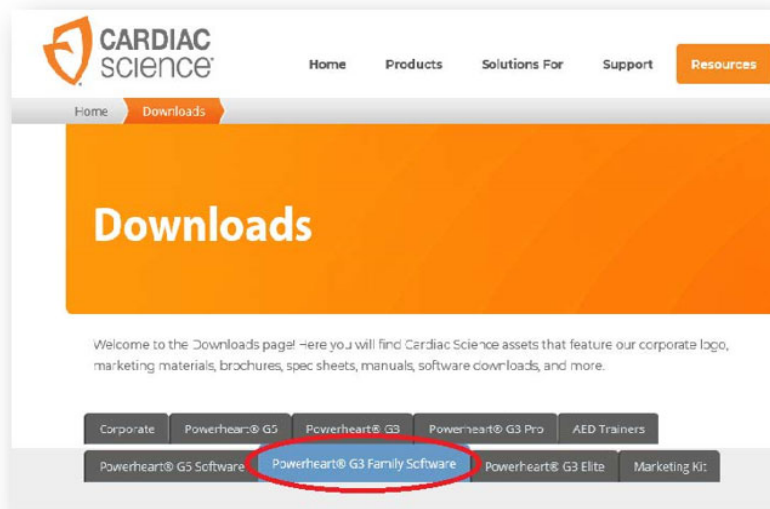 CARDIAC
SCIENCE
Home Products Solutions For Support Resources
Home Downloads
Downloads
Welcome to the Downloads page! Here you will find Cardiac Science assets that feature our corporate logo,
marketing materials, brochures, spec sheets, manuals, software downloads, and more.
Corporate Powerheart® G5 Powerheart® G3 Powerheart® G3 Pro AED Trainers
Powerheart® G5 Software Powerheart® G3 Family Software Powerheart® G3 Elite Marketing Kit